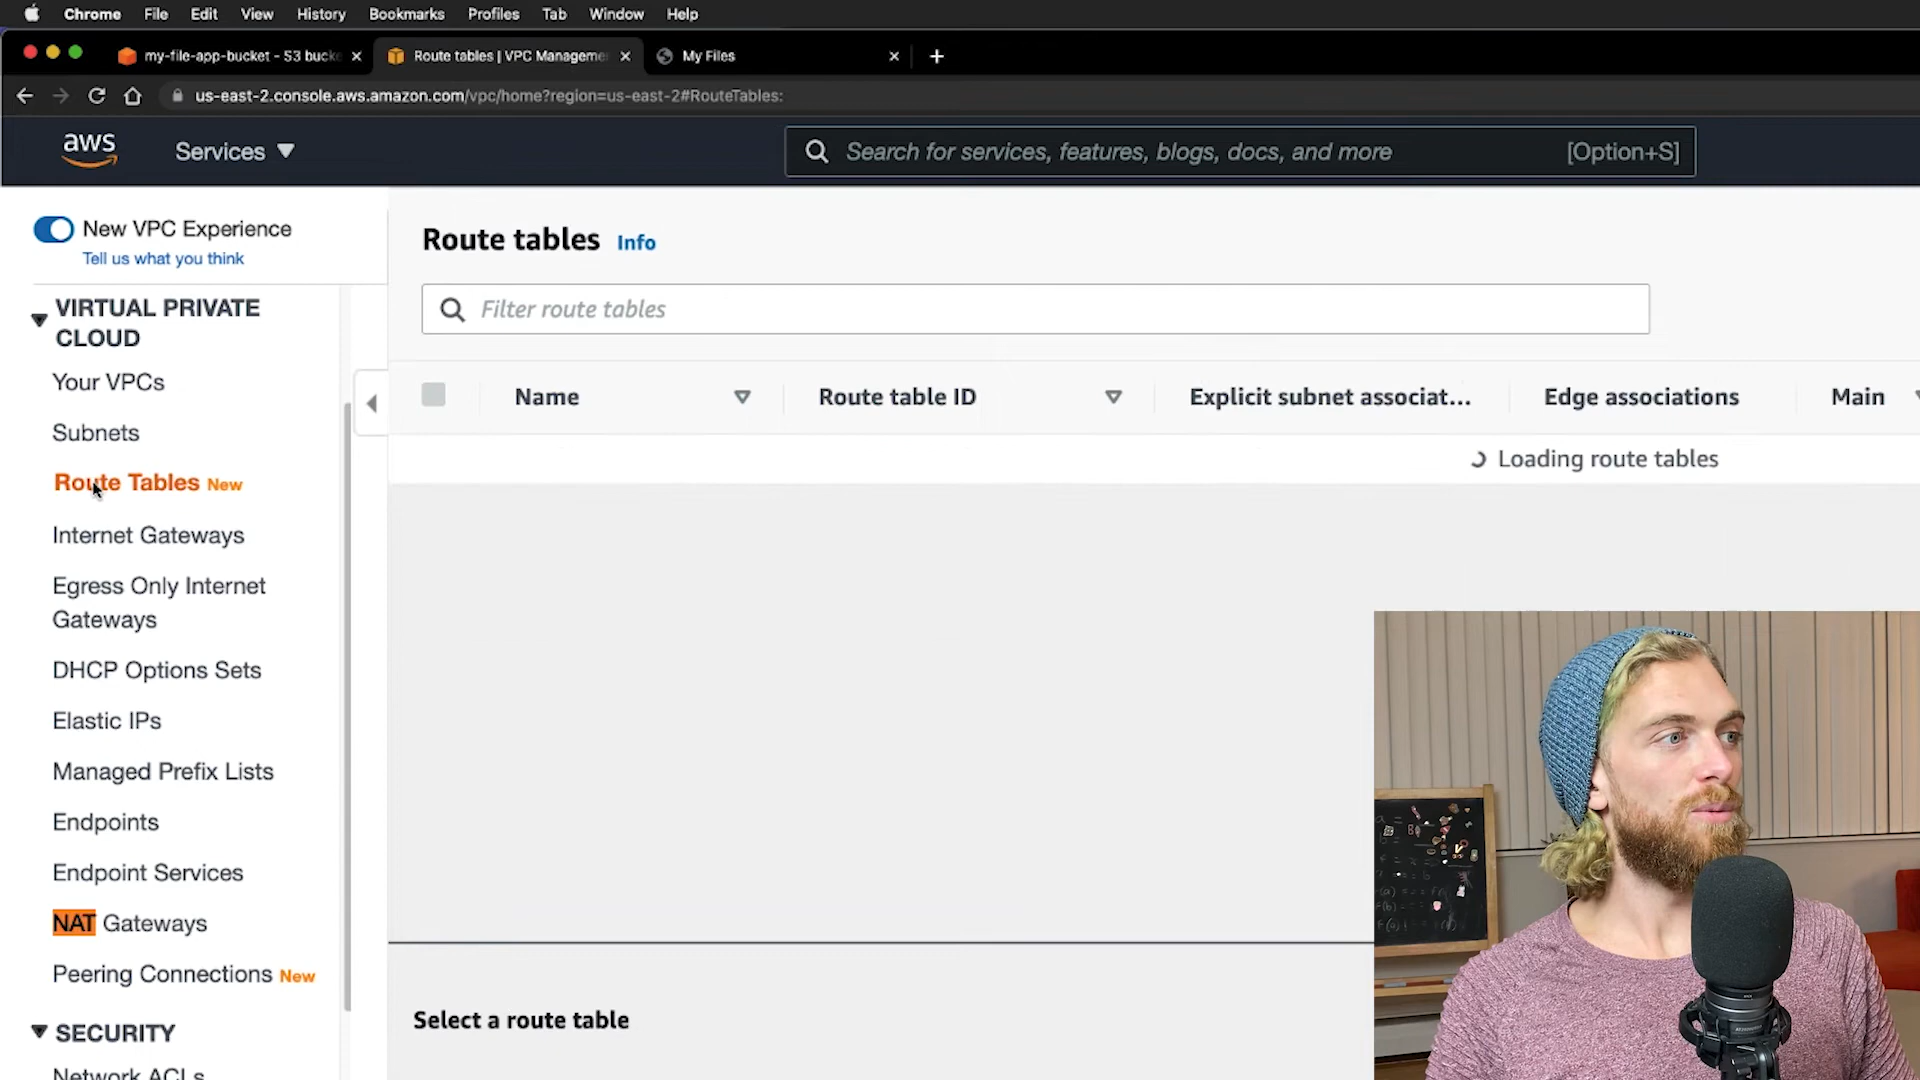 Chrome File Edit View History Bookmarks Profiles Tab Window Help
my-file-app-bucket - S3 bucke
Route tables | VPC Manageme
My Files
us-east-2.console.aws.amazon.com/vpc/home?region=us-east-2#RouteTables:
aws
Services
Search for services, features, blogs, docs, and more
[Option+S]
New VPC Experience
Tell us what you think
VIRTUAL PRIVATE
CLOUD
Your VPCs
Subnets
Route Tables New
Internet Gateways
Egress Only Internet
Gateways
DHCP Options Sets
Elastic IPs
Managed Prefix Lists
Endpoints
Endpoint Services
NAT Gateways
Peering Connections New
SECURITY
Network ACLs
Route tables Info
Filter route tables
Name
Route table ID
Explicit subnet associat...
Edge associations
Main
Loading route tables
Select a route table